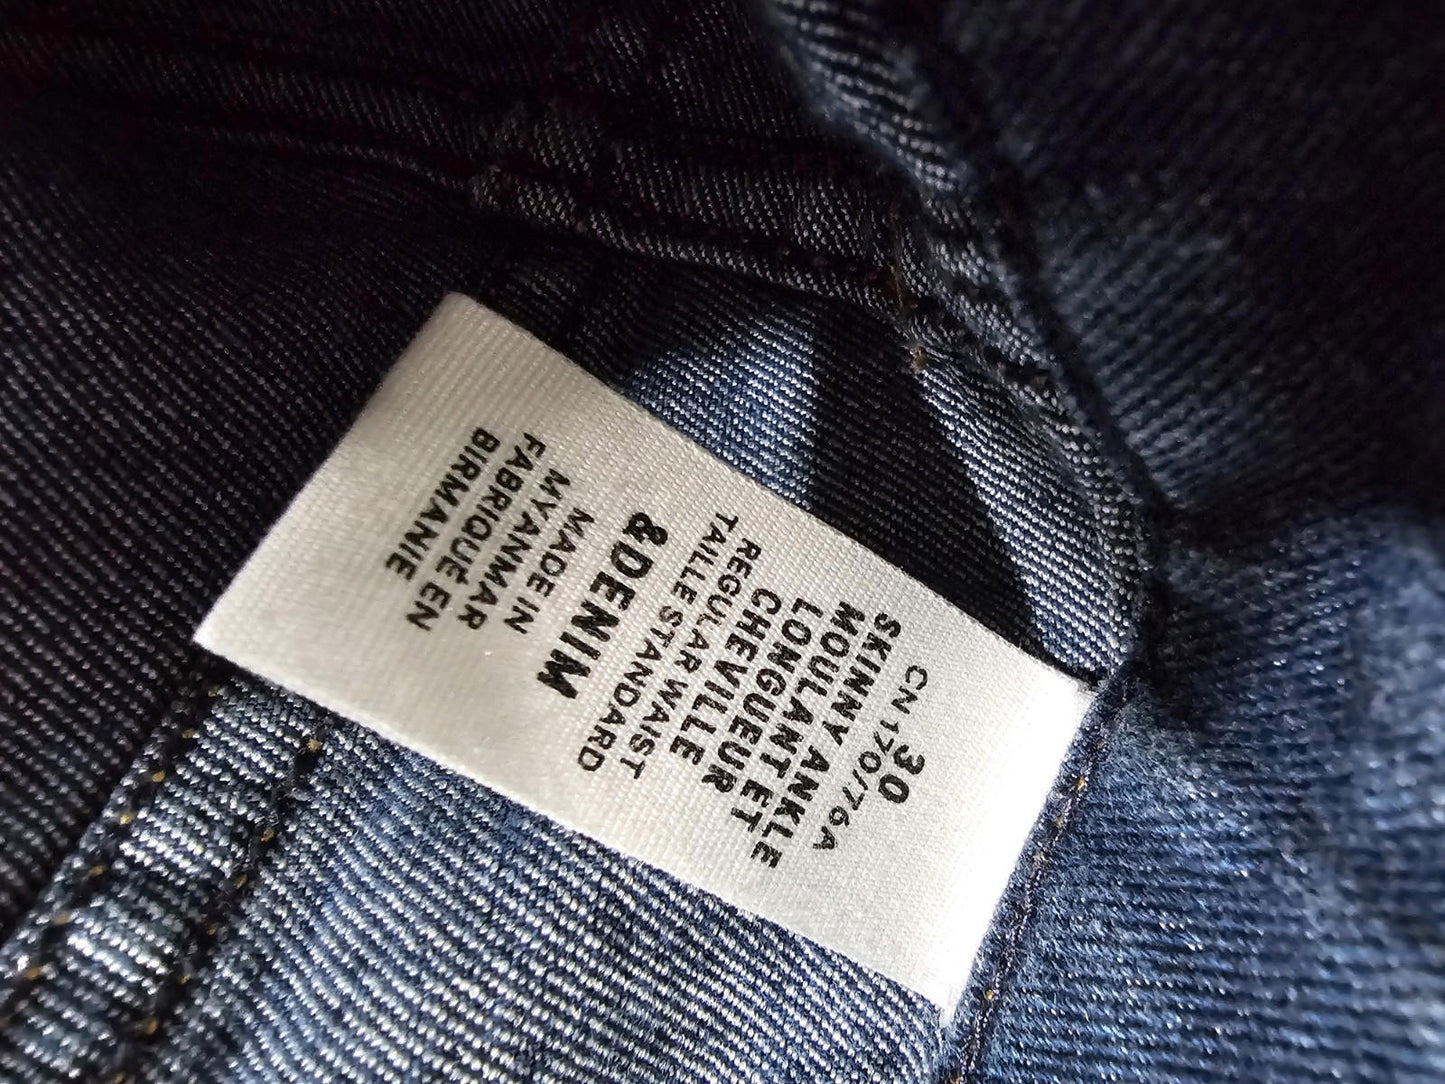 30
CN 170/76A
SKINNY ANKLE
MOULANT ET
LONGUEUR
CHEVILLE
REGULAR WAIST
TAILLE STANDARD
&DENIM
MADE IN
MYANMAR
FABRIQUÉ EN
BIRMANIE